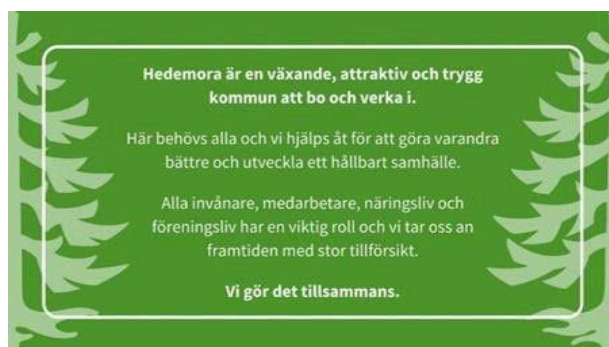 Hedemora är en växande, attraktiv och trygg
kommun att bo och verka i.
Här behövs alla och vi hjälps åt för att göra varandra
bättre och utveckla ett hållbart samhälle.
Alla invånare, medarbetare, näringsliv och
föreningsliv har en viktig roll och vi tar oss an
framtiden med stor tillförsikt.
Vi gör det tillsammans.